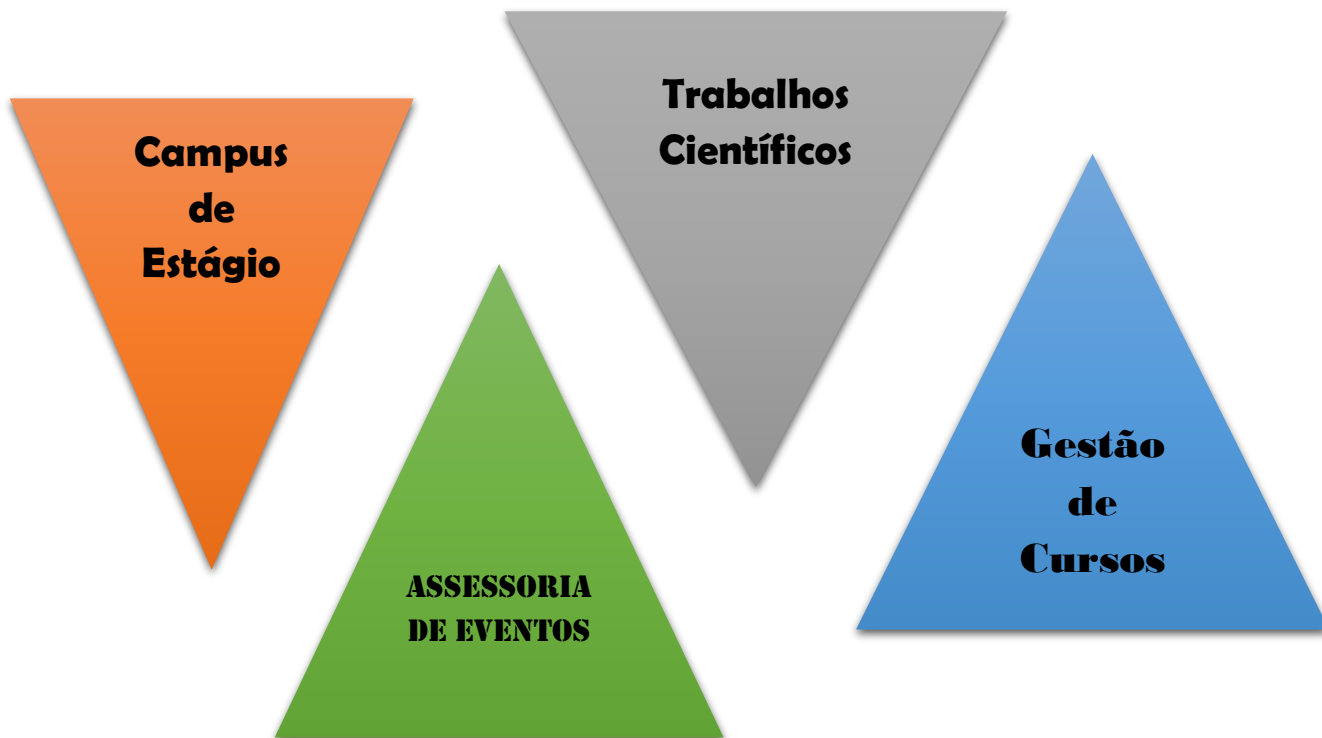 Campus
de
Estágio
Trabalhos
Científicos
ASSESSORIA
DE EVENTOS
Gestão
de
Cursos